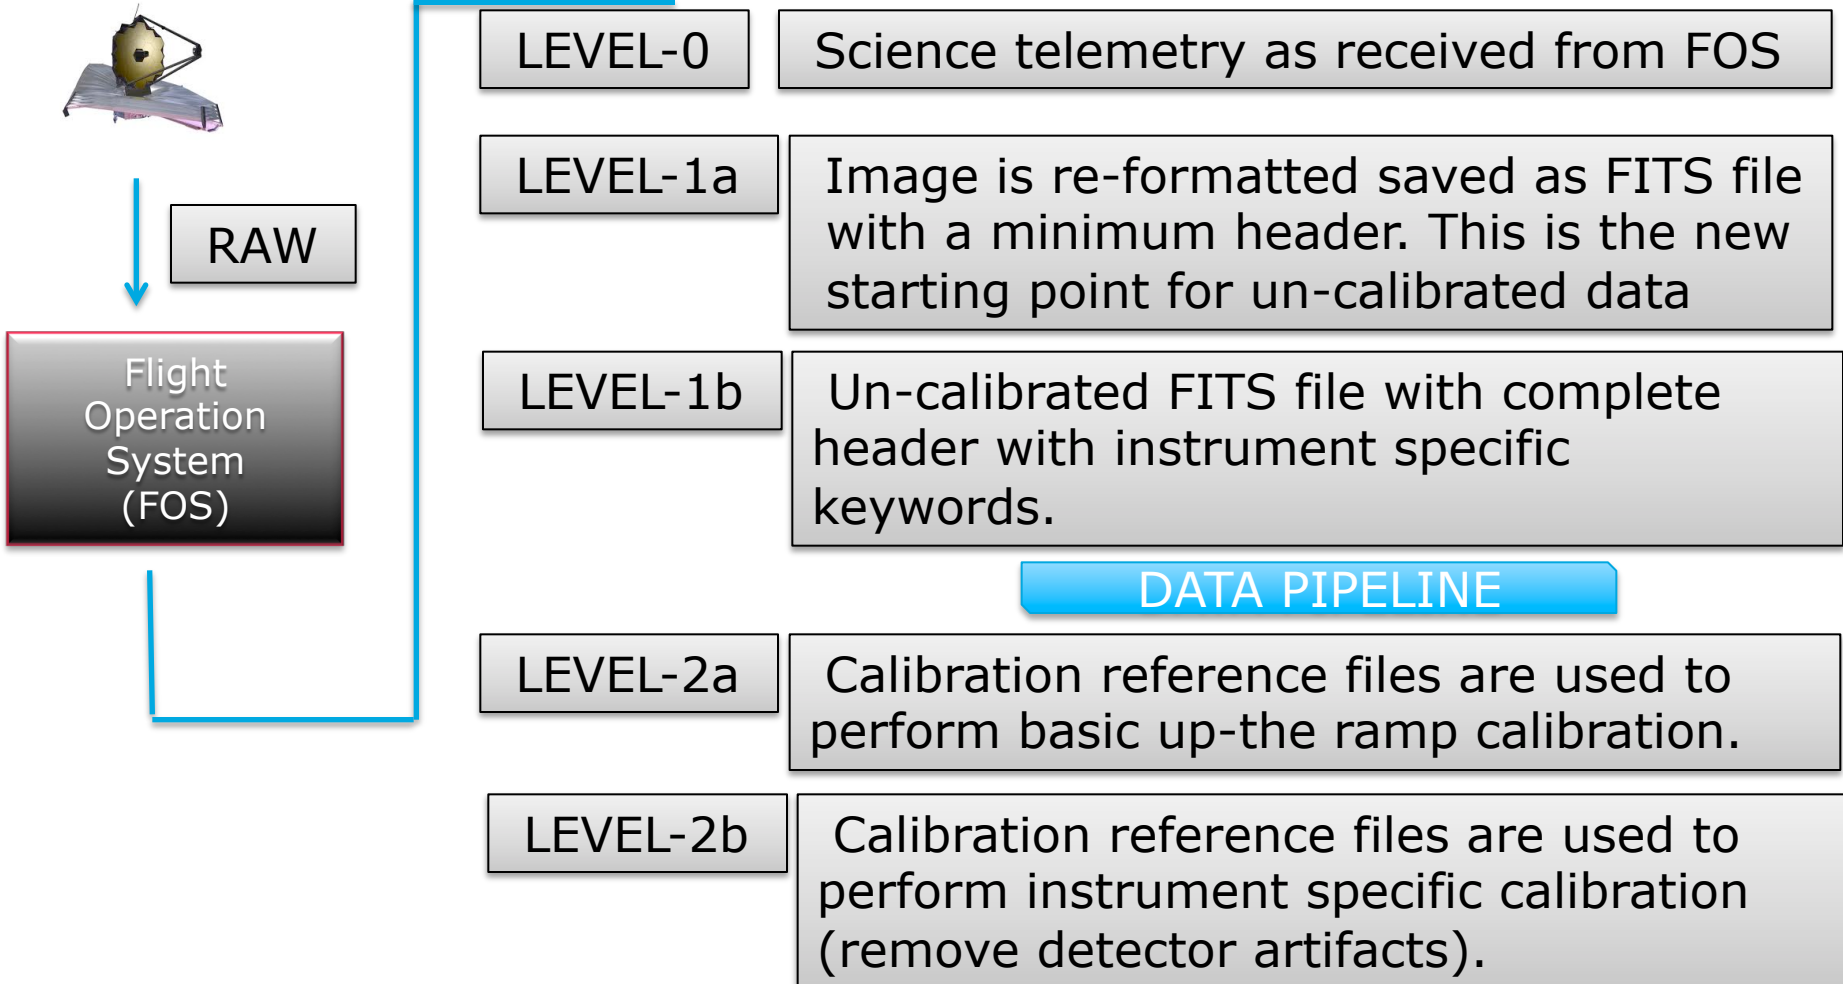 RAW
Flight
Operation
System
(FOS)
LEVEL-0
Science telemetry as received from FOS
LEVEL-1a
Image is re-formatted saved as FITS file
with a minimum header. This is the new
starting point for un-calibrated data
LEVEL-1b
Un-calibrated FITS file with complete
header with instrument specific
keywords.
DATA PIPELINE
LEVEL-2a
Calibration reference files are used to
perform basic up-the ramp calibration.
LEVEL-2b
Calibration reference files are used to
perform instrument specific calibration
(remove detector artifacts).